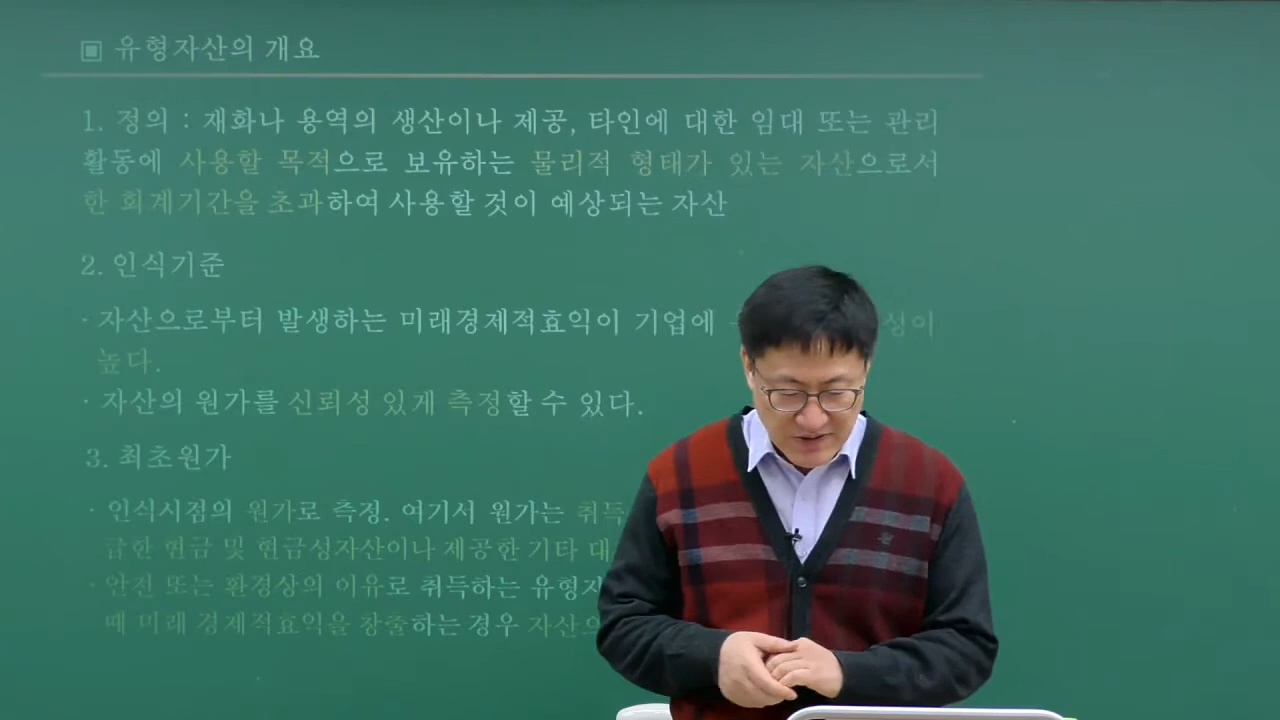 ▣ 유형자산의 개요
1. 정의 : 재화나 용역의 생산이나 제공, 타인에 대한 임대 또는 관리
활동에 사용할 목적으로 보유하는 물리적 형태가 있는 자산으로서
한 회계기간을 초과하여 사용할 것이 예상되는 자산
2. 인식기준
· 자산으로부터 발생하는 미래경제적효익이 기업에 성이
높다.
· 자산의 원가를 신뢰성 있게 측정할 수 있다.
3. 최초원가
· 인식시점의 원가로 측정. 여기서 원가는 취득
급한 현금 및 현금성자산이나 제공한 기타 대
· 안전 또는 환경상의 이유로 취득하는 유형자
때 미래 경제적효익을 창출하는 경우 자산으